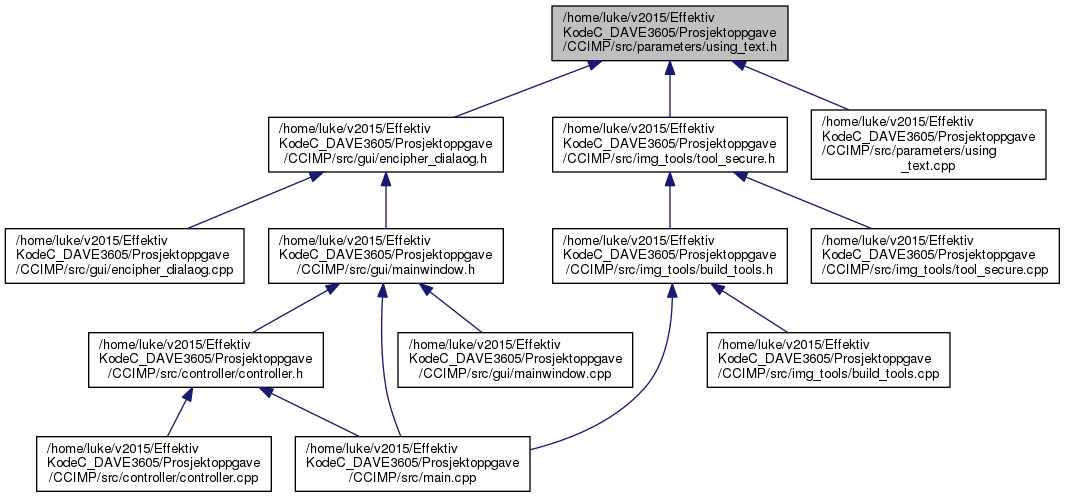 /home/luke/v2015/Effektiv
KodeC_DAVE3605/Prosjektoppgave
/CCIMP/src/parameters/using_text.h
/home/luke/v2015/Effektiv
KodeC_DAVE3605/Prosjektoppgave
/CCIMP/src/gui/encipher_dialaog.h
/home/luke/v2015/Effektiv
KodeC_DAVE3605/Prosjektoppgave
/CCIMP/src/img_tools/tool_secure.h
/home/luke/v2015/Effektiv
KodeC_DAVE3605/Prosjektoppgave
/CCIMP/src/parameters/using
_text.cpp
/home/luke/v2015/Effektiv
KodeC_DAVE3605/Prosjektoppgave
/CCIMP/src/gui/encipher_dialaog.cpp
/home/luke/v2015/Effektiv
KodeC_DAVE3605/Prosjektoppgave
/CCIMP/src/gui/mainwindow.h
/home/luke/v2015/Effektiv
KodeC_DAVE3605/Prosjektoppgave
/CCIMP/src/img_tools/build_tools.h
/home/luke/v2015/Effektiv
KodeC_DAVE3605/Prosjektoppgave
/CCIMP/src/img_tools/tool_secure.cpp
/home/luke/v2015/Effektiv
KodeC_DAVE3605/Prosjektoppgave
/CCIMP/src/controller/controller.h
/home/luke/v2015/Effektiv
KodeC_DAVE3605/Prosjektoppgave
/CCIMP/src/gui/mainwindow.cpp
/home/luke/v2015/Effektiv
KodeC_DAVE3605/Prosjektoppgave
/CCIMP/src/img_tools/build_tools.cpp
/home/luke/v2015/Effektiv
KodeC_DAVE3605/Prosjektoppgave
/CCIMP/src/controller/controller.cpp
/home/luke/v2015/Effektiv
KodeC_DAVE3605/Prosjektoppgave
/CCIMP/src/main.cpp